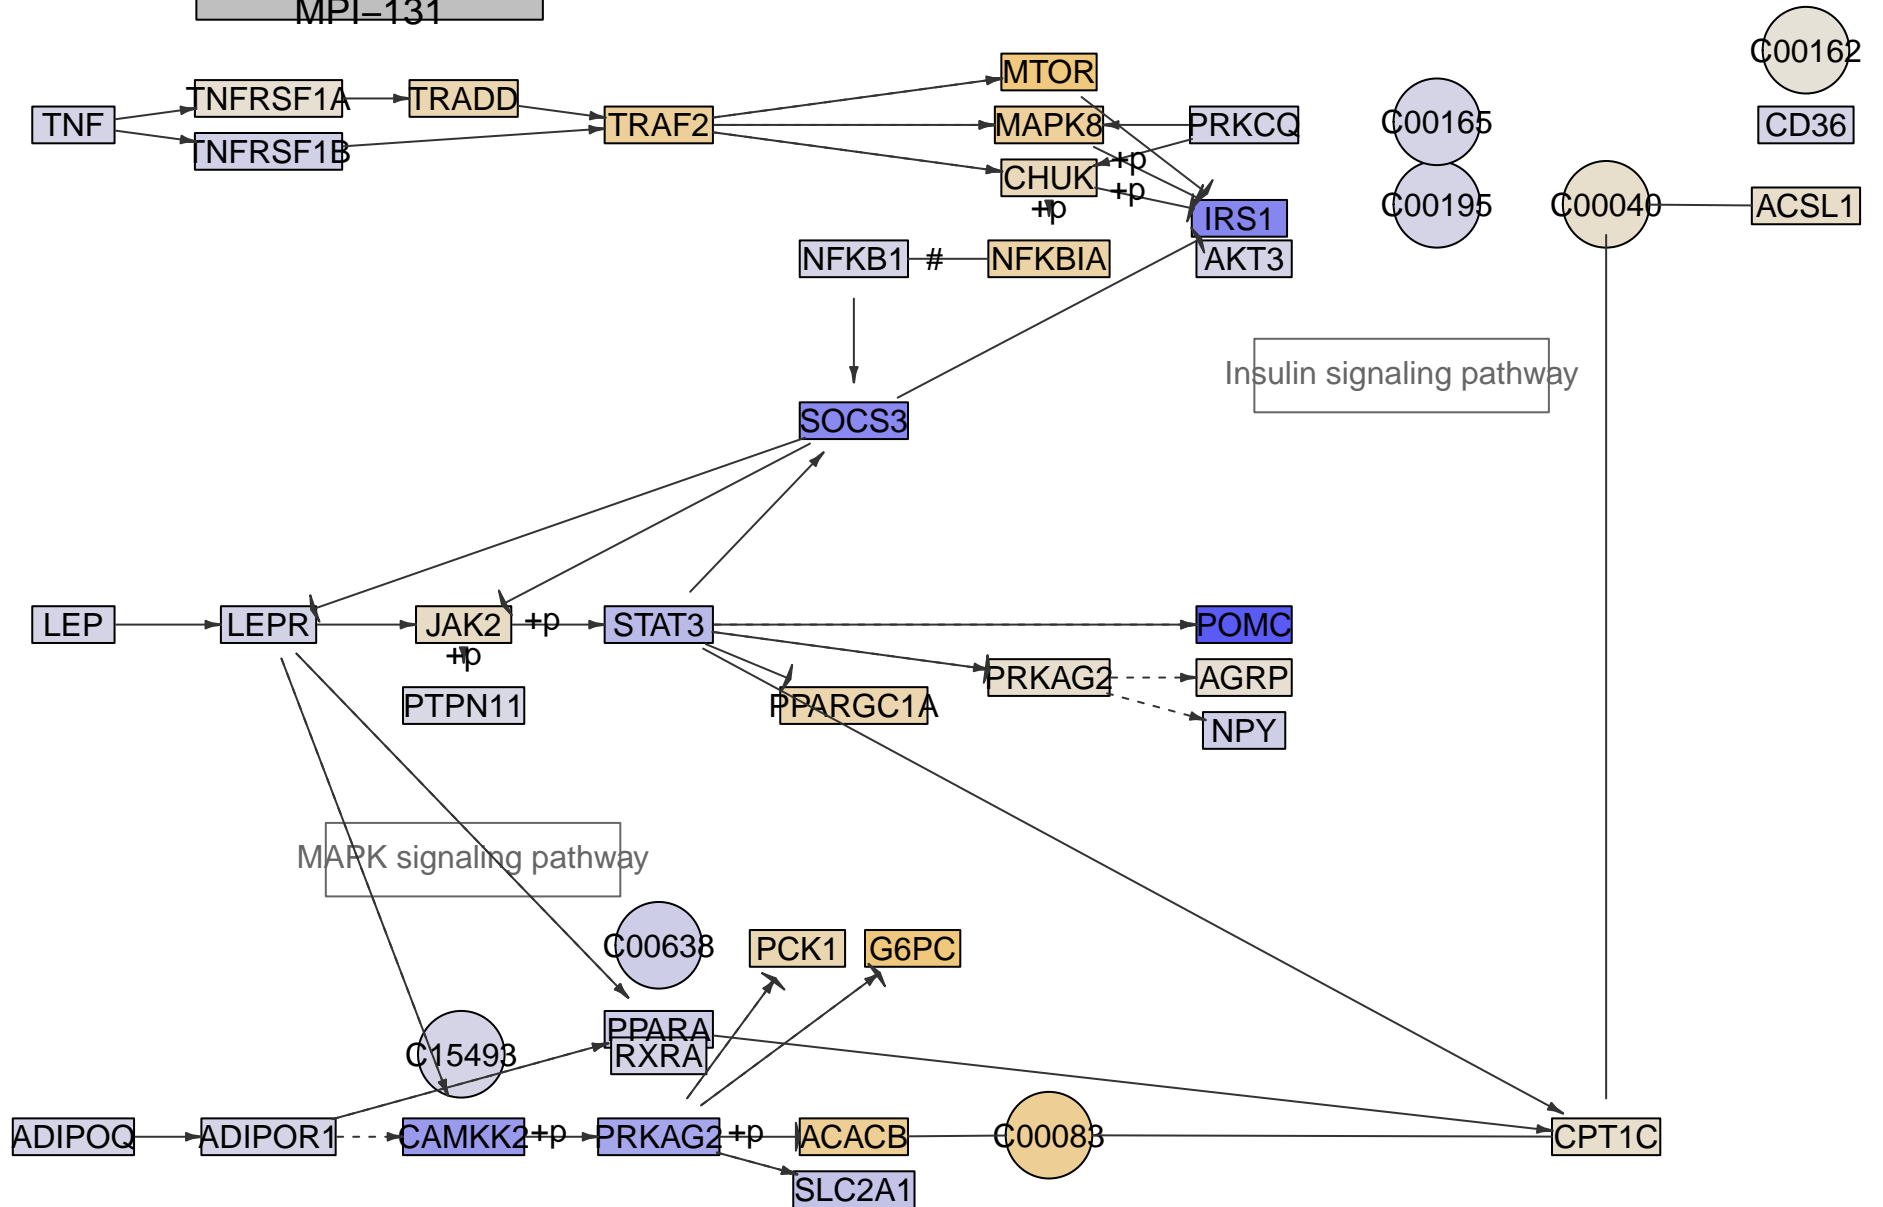 MPI–131
C00162
MTOR
TNFRSF1A
TRADD
TNF
TRAF2
MAPK8
PRKCQ
C00165
CD36
TNFRSF1B
+p
CHUK
+p
+p
IRS1
C00195
C00040
ACSL1
NFKB1
#
NFKBIA
AKT3
Insulin signaling pathway
SOCS3
LEP
LEPR
JAK2
+p
STAT3
POMC
+p
PRKAG2
AGRP
PTPN11
PPARGC1A
NPY
MAPK signaling pathway
C00638
PCK1
G6PC
PPARA
RXRA
C15493
ADIPOQ
ADIPOR1
CAMKK2
+p
PRKAG2
+p
ACACB
C00083
CPT1C
SLC2A1